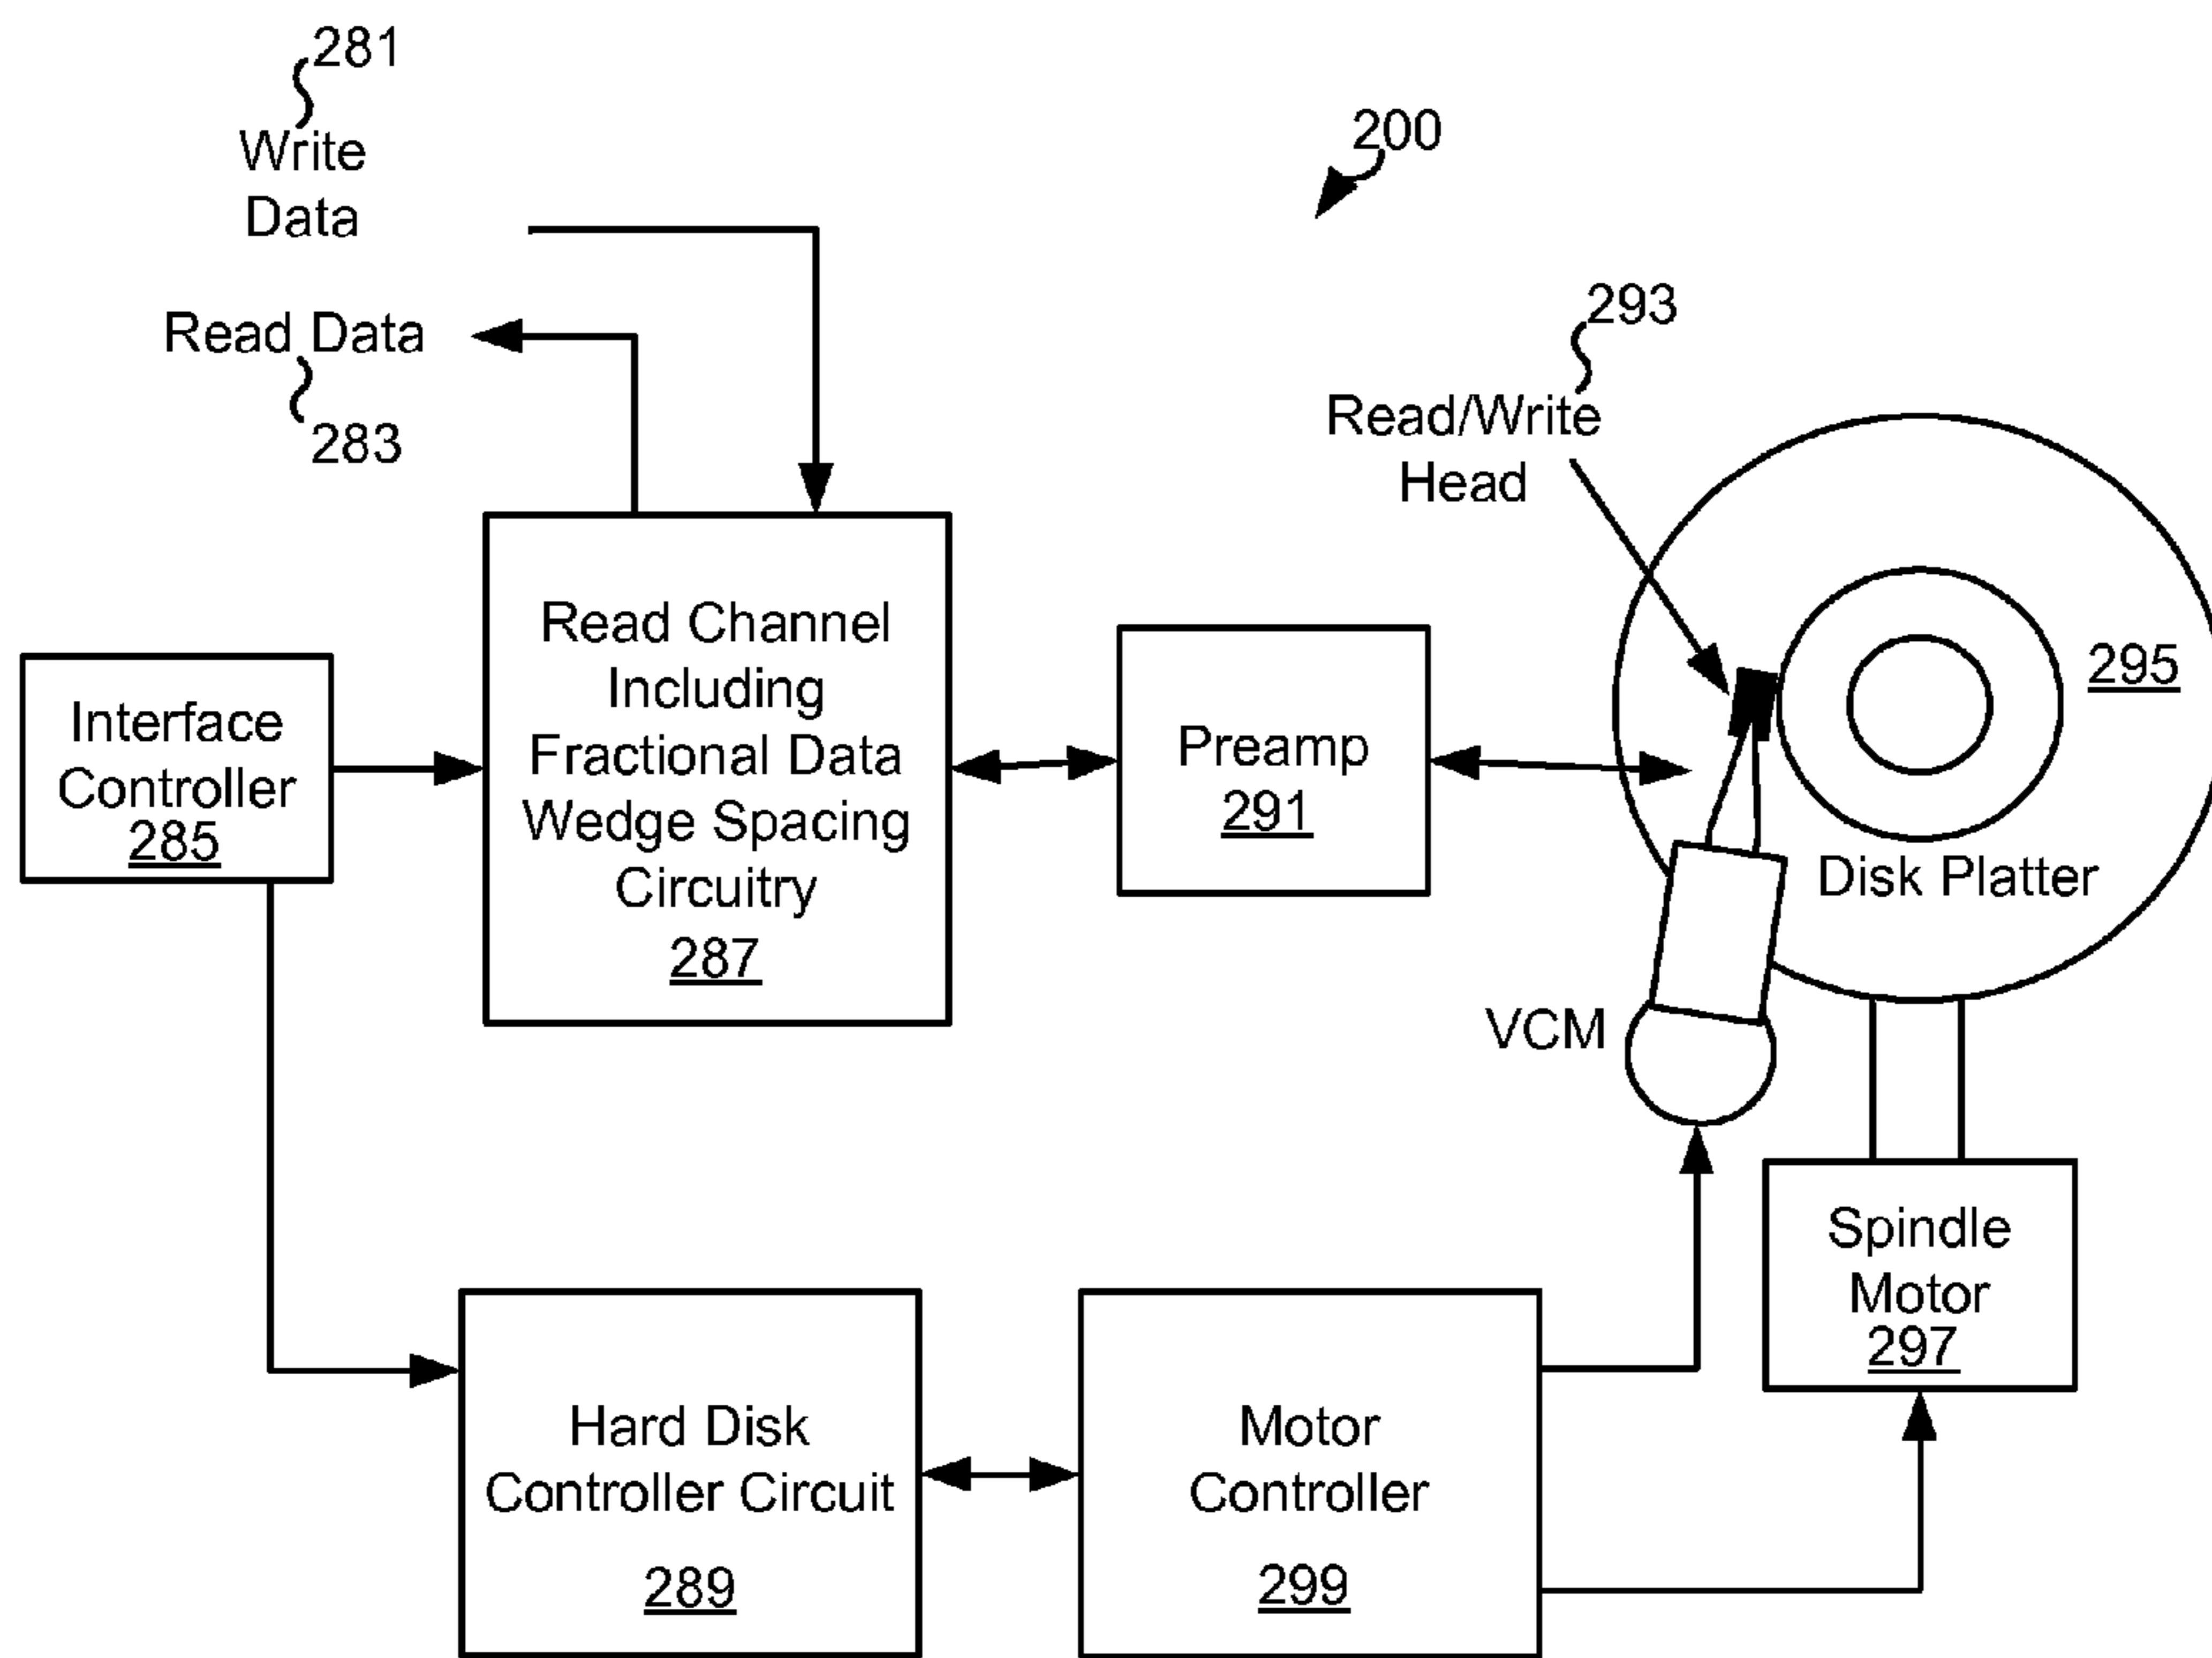 281
Write
Data
200
Read Data
283
293
Read/Write
Head
Interface
Controller
285
Read Channel
Including
Fractional Data
Wedge Spacing
Circuitry
287
Preamp
291
295
Disk Platter
VCM
Spindle
Motor
297
Hard Disk
Controller Circuit
289
Motor
Controller
299